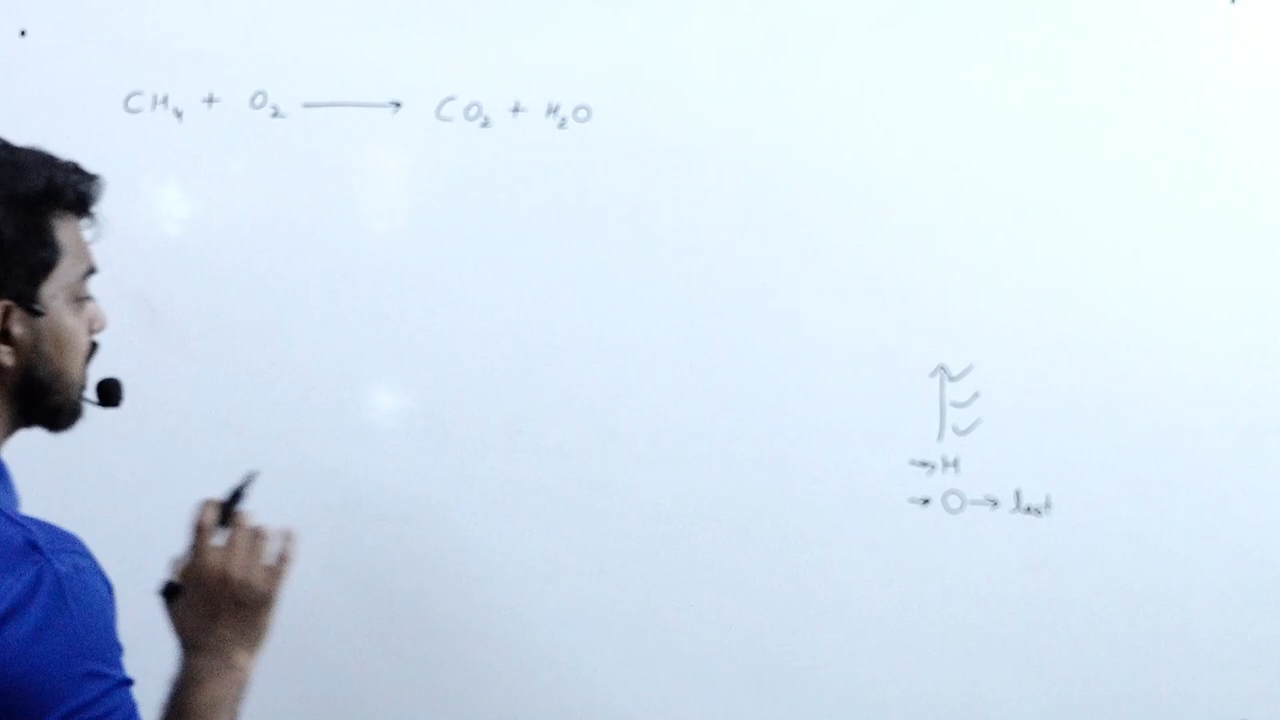 CH₄ + O₂ → CO₂ + H₂O
→ H
→ O → last